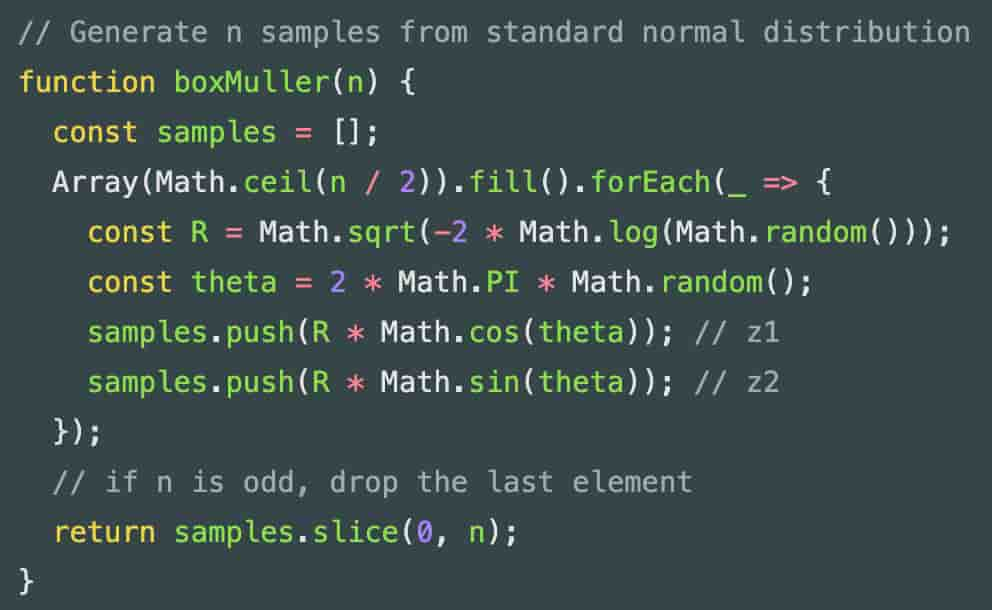 // Generate n samples from standard normal distribution
function boxMuller(n) {
  const samples = [];
  Array(Math.ceil(n / 2)).fill().forEach(_ => {
    const R = Math.sqrt(-2 * Math.log(Math.random()));
    const theta = 2 * Math.PI * Math.random();
    samples.push(R * Math.cos(theta)); // z1
    samples.push(R * Math.sin(theta)); // z2
  });
  // if n is odd, drop the last element
  return samples.slice(0, n);
}